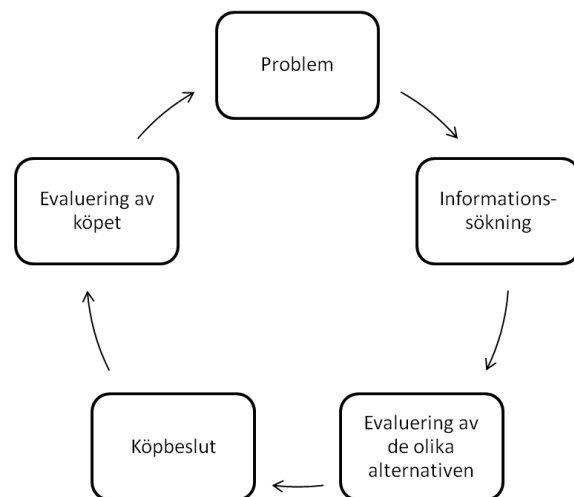 Problem
Informations-
sökning
Evaluering av
de olika
alternativen
Köpbeslut
Evaluering av
köpet